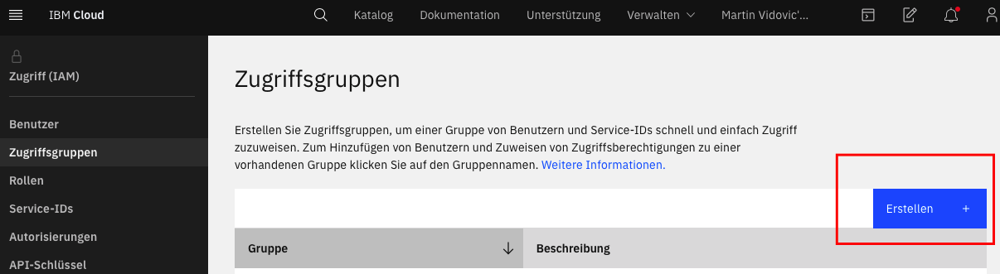 IBM Cloud
Katalog
Dokumentation
Unterstützung
Verwalten
Martin Vidovic'...
Zugriff (IAM)
Benutzer
Zugriffsgruppen
Rollen
Service-IDs
Autorisierungen
API-Schlüssel
Zugriffsgruppen
Erstellen Sie Zugriffsgruppen, um einer Gruppe von Benutzern und Service-IDs schnell und einfach Zugriff
zuzuweisen. Zum Hinzufügen von Benutzern und Zuweisen von Zugriffsberechtigungen zu einer
vorhandenen Gruppe klicken Sie auf den Gruppennamen. Weitere Informationen.
Erstellen +
Gruppe
Beschreibung